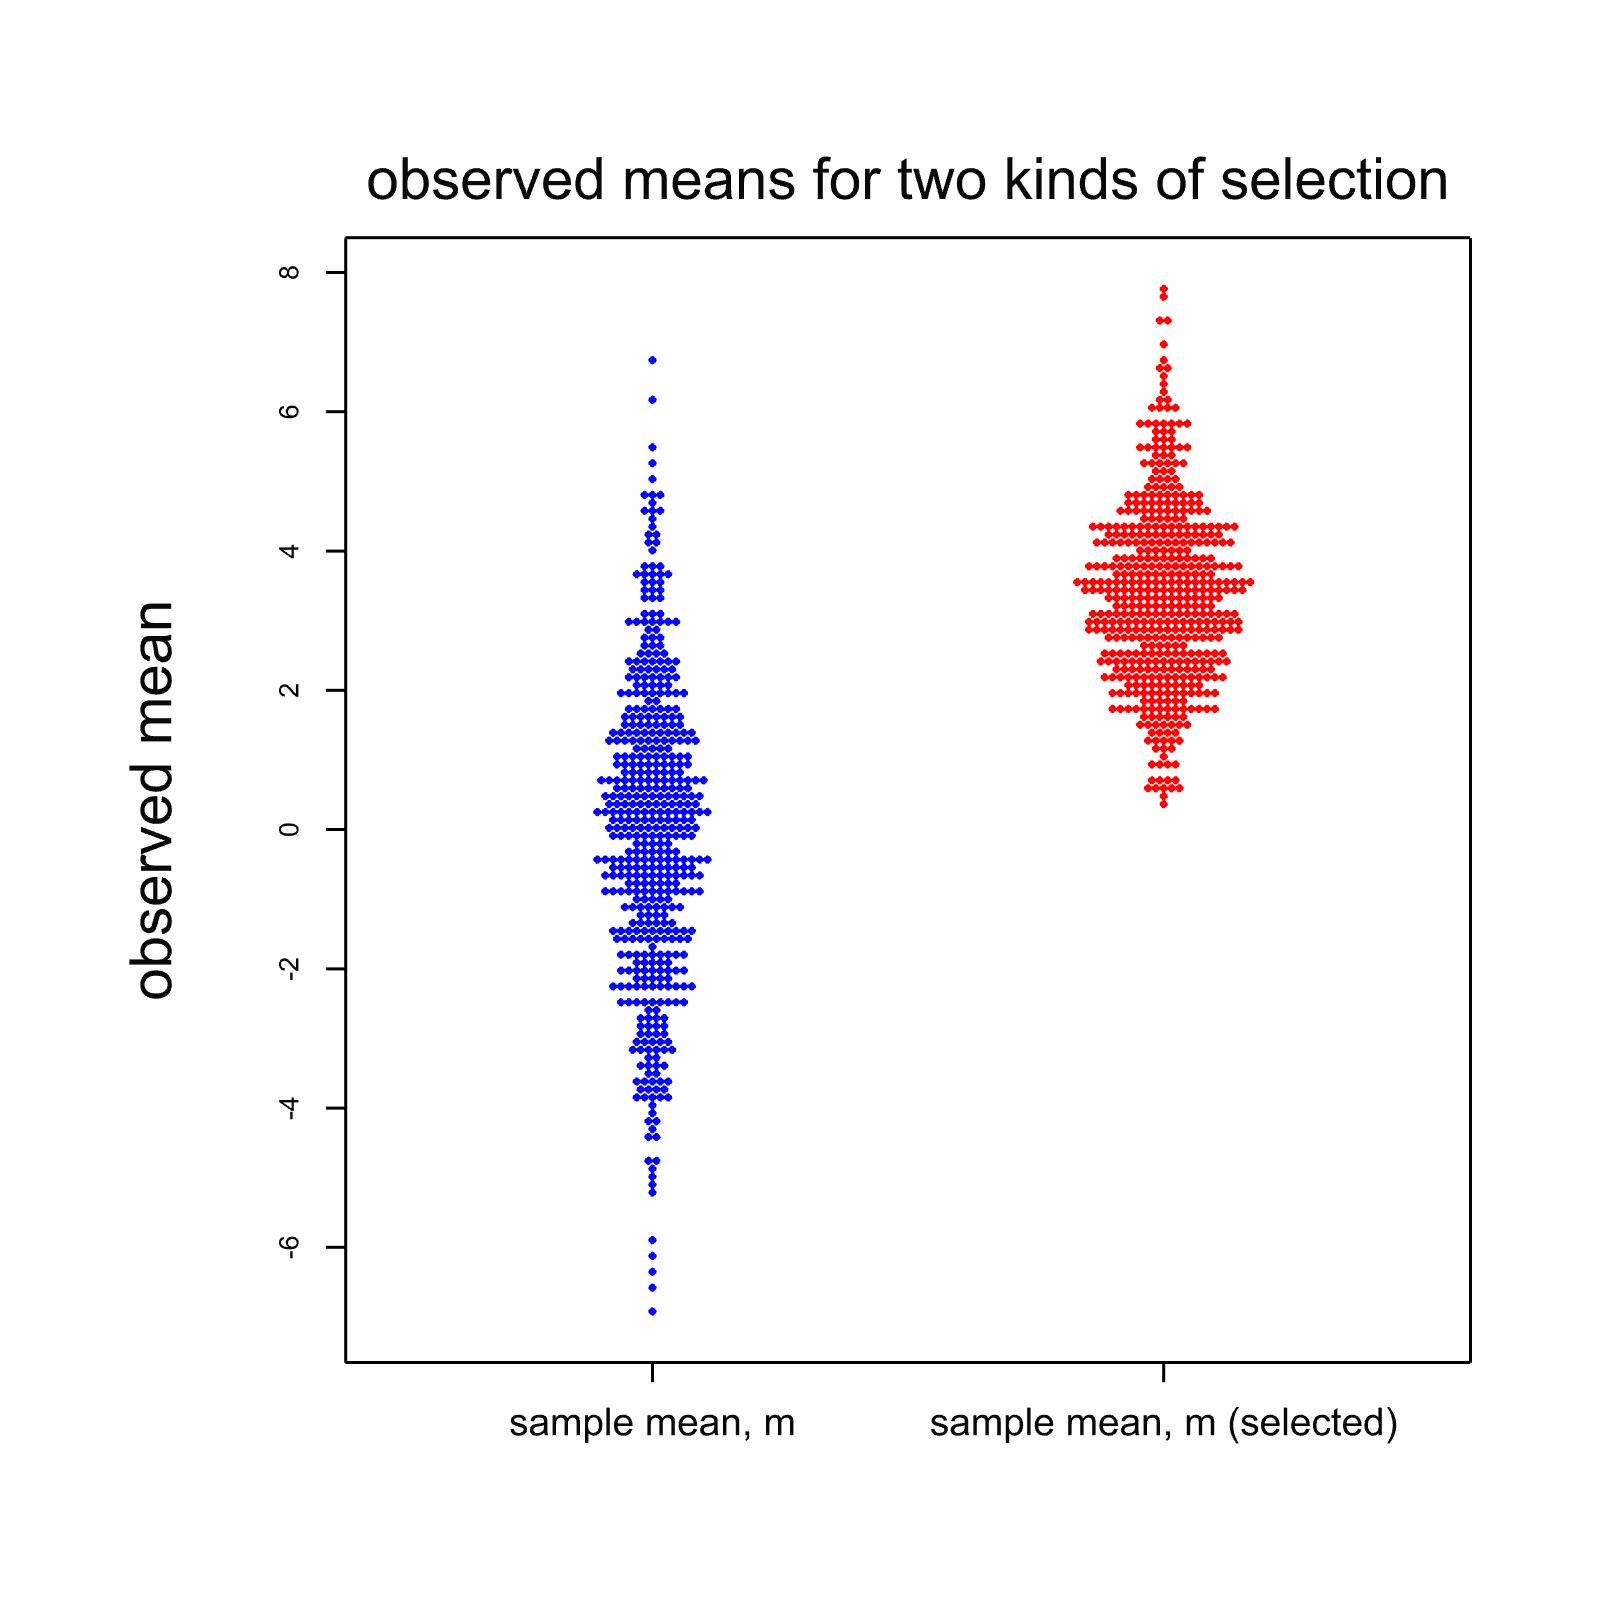 observed means for two kinds of selection
observed mean
8
6
4
2
0
-2
-4
-6
sample mean, m
sample mean, m (selected)